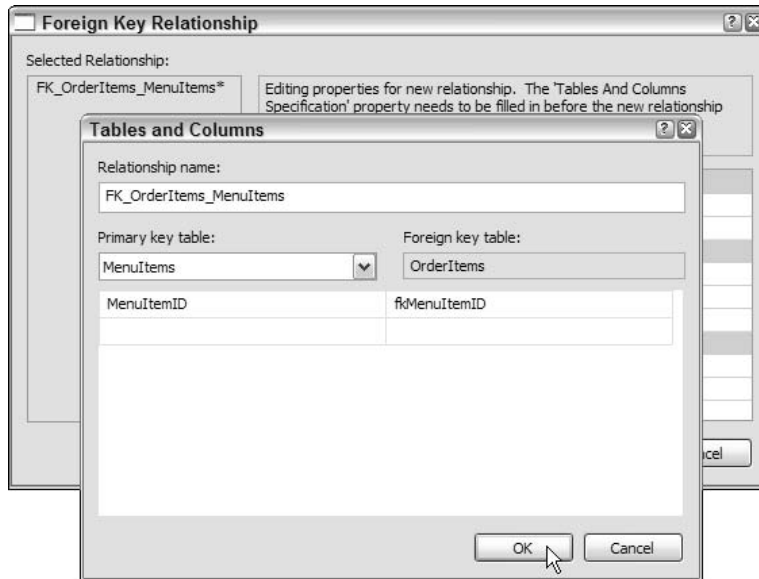 Foreign Key Relationship
Selected Relationship:
FK_OrderItems_MenuItems*
Editing properties for new relationship. The 'Tables And Columns
Specification' property needs to be filled in before the new relationship
Tables and Columns
Relationship name:
FK_OrderItems_MenuItems
Primary key table:
Foreign key table:
MenuItems
OrderItems
MenuItemID
fkMenuItemID
OK
Cancel